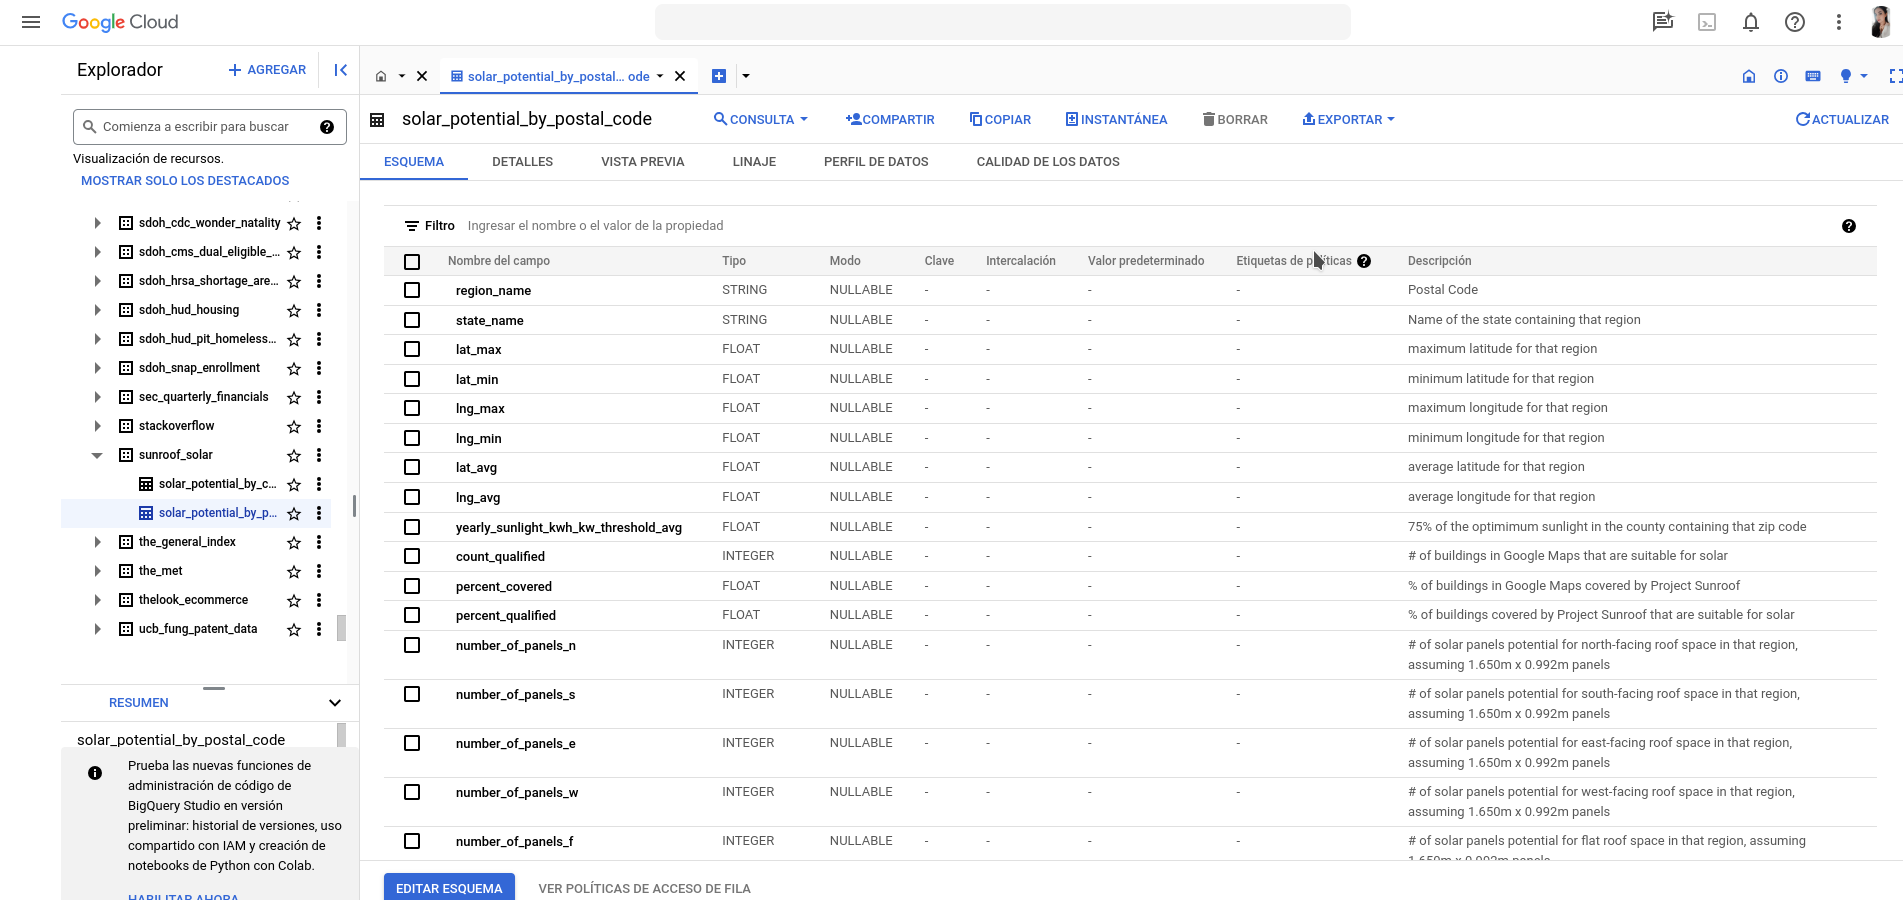 Google Cloud
Explorador
AGREGAR
Comienza a escribir para buscar
Visualización de recursos.
MOSTRAR SOLO LOS DESTACADOS
sdoh_cdc_wonder_natality
sdoh_cms_dual_eligible_...
sdoh_hrsa_shortage_are...
sdoh_hud_housing
sdoh_hud_pit_homeless...
sdoh_snap_enrollment
sec_quarterly_financials
stackoverflow
sunroof_solar
solar_potential_by_c...
solar_potential_by_p...
the_general_index
the_met
thelook_ecommerce
ucb_fung_patent_data
RESUMEN
solar_potential_by_postal_code
Prueba las nuevas funciones de
administración de código de
BigQuery Studio en versión
preliminar: historial de versiones, uso
compartido con IAM y creación de
notebooks de Python con Colab.
HABILITAR AHORA
solar_potential_by_postal... ode
solar_potential_by_postal_code
CONSULTA COMPARTIR COPIAR INSTANTÁNEA BORRAR EXPORTAR ACTUALIZAR
ESQUEMA DETALLES VISTA PREVIA LINAJE PERFIL DE DATOS CALIDAD DE LOS DATOS
Filtro Ingresar el nombre o el valor de la propiedad
Nombre del campo Tipo Modo Clave Intercalación Valor predeterminado Etiquetas de políticas Descripción
region_name STRING NULLABLE - - - - Postal Code
state_name STRING NULLABLE - - - - Name of the state containing that region
lat_max FLOAT NULLABLE - - - - maximum latitude for that region
lat_min FLOAT NULLABLE - - - - minimum latitude for that region
lng_max FLOAT NULLABLE - - - - maximum longitude for that region
lng_min FLOAT NULLABLE - - - - minimum longitude for that region
lat_avg FLOAT NULLABLE - - - - average latitude for that region
lng_avg FLOAT NULLABLE - - - - average longitude for that region
yearly_sunlight_kwh_kw_threshold_avg FLOAT NULLABLE - - - - 75% of the optimimum sunlight in the county containing that zip code
count_qualified INTEGER NULLABLE - - - - # of buildings in Google Maps that are suitable for solar
percent_covered FLOAT NULLABLE - - - - % of buildings in Google Maps covered by Project Sunroof
percent_qualified FLOAT NULLABLE - - - - % of buildings covered by Project Sunroof that are suitable for solar
number_of_panels_n INTEGER NULLABLE - - - - # of solar panels potential for north-facing roof space in that region,
assuming 1.650m x 0.992m panels
number_of_panels_s INTEGER NULLABLE - - - - # of solar panels potential for south-facing roof space in that region,
assuming 1.650m x 0.992m panels
number_of_panels_e INTEGER NULLABLE - - - - # of solar panels potential for east-facing roof space in that region,
assuming 1.650m x 0.992m panels
number_of_panels_w INTEGER NULLABLE - - - - # of solar panels potential for west-facing roof space in that region,
assuming 1.650m x 0.992m panels
number_of_panels_f INTEGER NULLABLE - - - - # of solar panels potential for flat roof space in that region, assuming
1.650m x 0.992m panels
EDITAR ESQUEMA VER POLÍTICAS DE ACCESO DE FILA